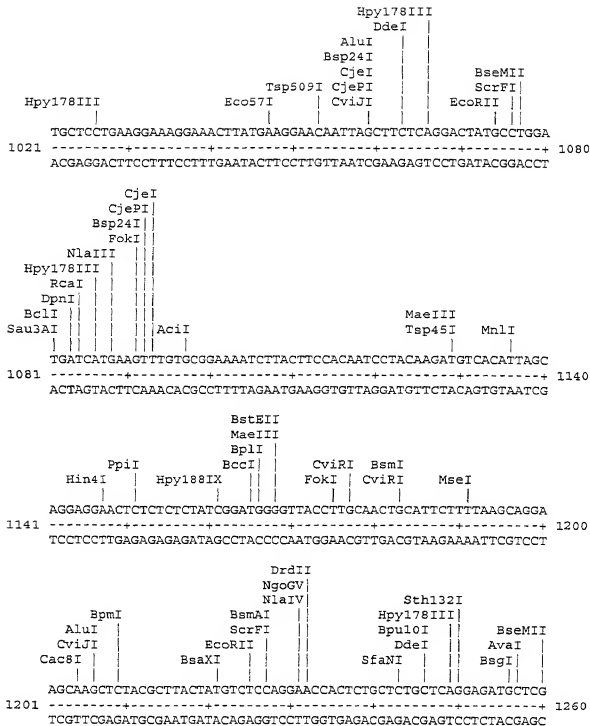 Hpy178III
DdeI
AluI
Bsp24I
CjeI BseMII
Tsp509I CjePI ScrFI
Hpy178III Eco57I CviJI EcoRII
TGCTCCTGAAGGAAAGGAAACTTATGAAGGAACAATTAGCTTCTCAGGACTATGCCTGGA
1021 ---------+---------+---------+---------+---------+---------+ 1080
ACGAGGACTTCCTTTCCTTTGAATACTTCCTTGTTAATCGAAGAGTCCTGATACGGACCT
CjeI
CjePI
Bsp24I
FokI
NlaIII
Hpy178III
RcaI
DpnI
BclI MaeIII
Sau3AI AciI Tsp45I MnlI
TGATCATGAAGTTTGTGCGGAAAATCTTACTTCCACAATCCTACAAGATGTCACATTAGC
1081 ---------+---------+---------+---------+---------+---------+ 1140
ACTAGTACTTCAAACACGCCTTTTAGAATGAAGGTGTTAGGATGTTCTACAGTGTAATCG
BstEII
MaeIII
BplI
PpiI BccI CviRI BsmI
Hin4I Hpy188IX FokI CviRI MseI
AGGAGGAACTCTCTCTCTATCGGATGGGGTTACCTTGCAACTGCATTCTTTTAAGCAGGA
1141 ---------+---------+---------+---------+---------+---------+ 1200
TCCTCCTTGAGAGAGAGATAGCCTACCCCAATGGAACGTTGACGTAAGAAAATTCGTCCT
DrdII
NgoGV
NlaIV Sth132I
BpmI BsmAI Hpy178III
AluI ScrFI Bpu10I BseMII
CviJI EcoRII DdeI AvaI
Cac8I BsaXI SfaNI BsgI
AGCAAGCTCTACGCTTACTATGTCTCCAGGAACCACTCTGCTCTGCTCAGGAGATGCTCG
1201 ---------+---------+---------+---------+---------+---------+ 1260
TCGTTCGAGATGCGAATGATACAGAGGTCCTTGGTGAGACGAGACGAGTCCTCTACGAGC